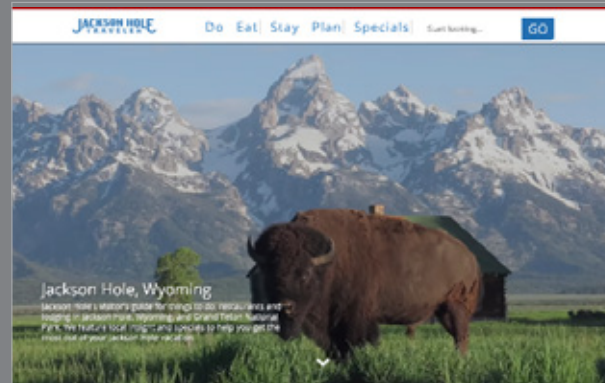 JACKSON HOLE
TRAVELER
Do Eat Stay Plan Specials Start looking... GO
Jackson Hole, Wyoming
Jackson Hole's visitor's guide for things to do, restaurants and
lodging in Jackson Hole, Wyoming, and Grand Teton National
Park. We feature local insight and specials to help you get the
most out of your Jackson Hole vacation.